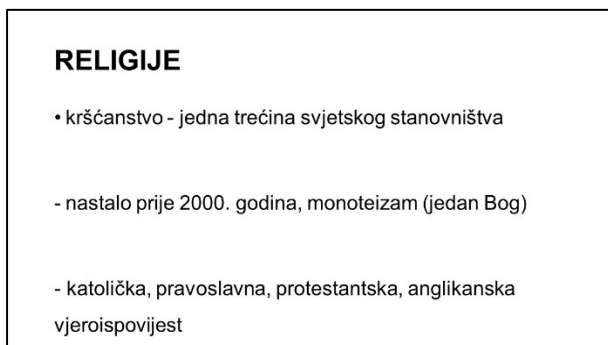 RELIGIJE
• kršćanstvo - jedna trećina svjetskog stanovništva
- nastalo prije 2000. godina, monoteizam (jedan Bog)
- katolička, pravoslavna, protestantska, anglikanska
vjeroispovijest